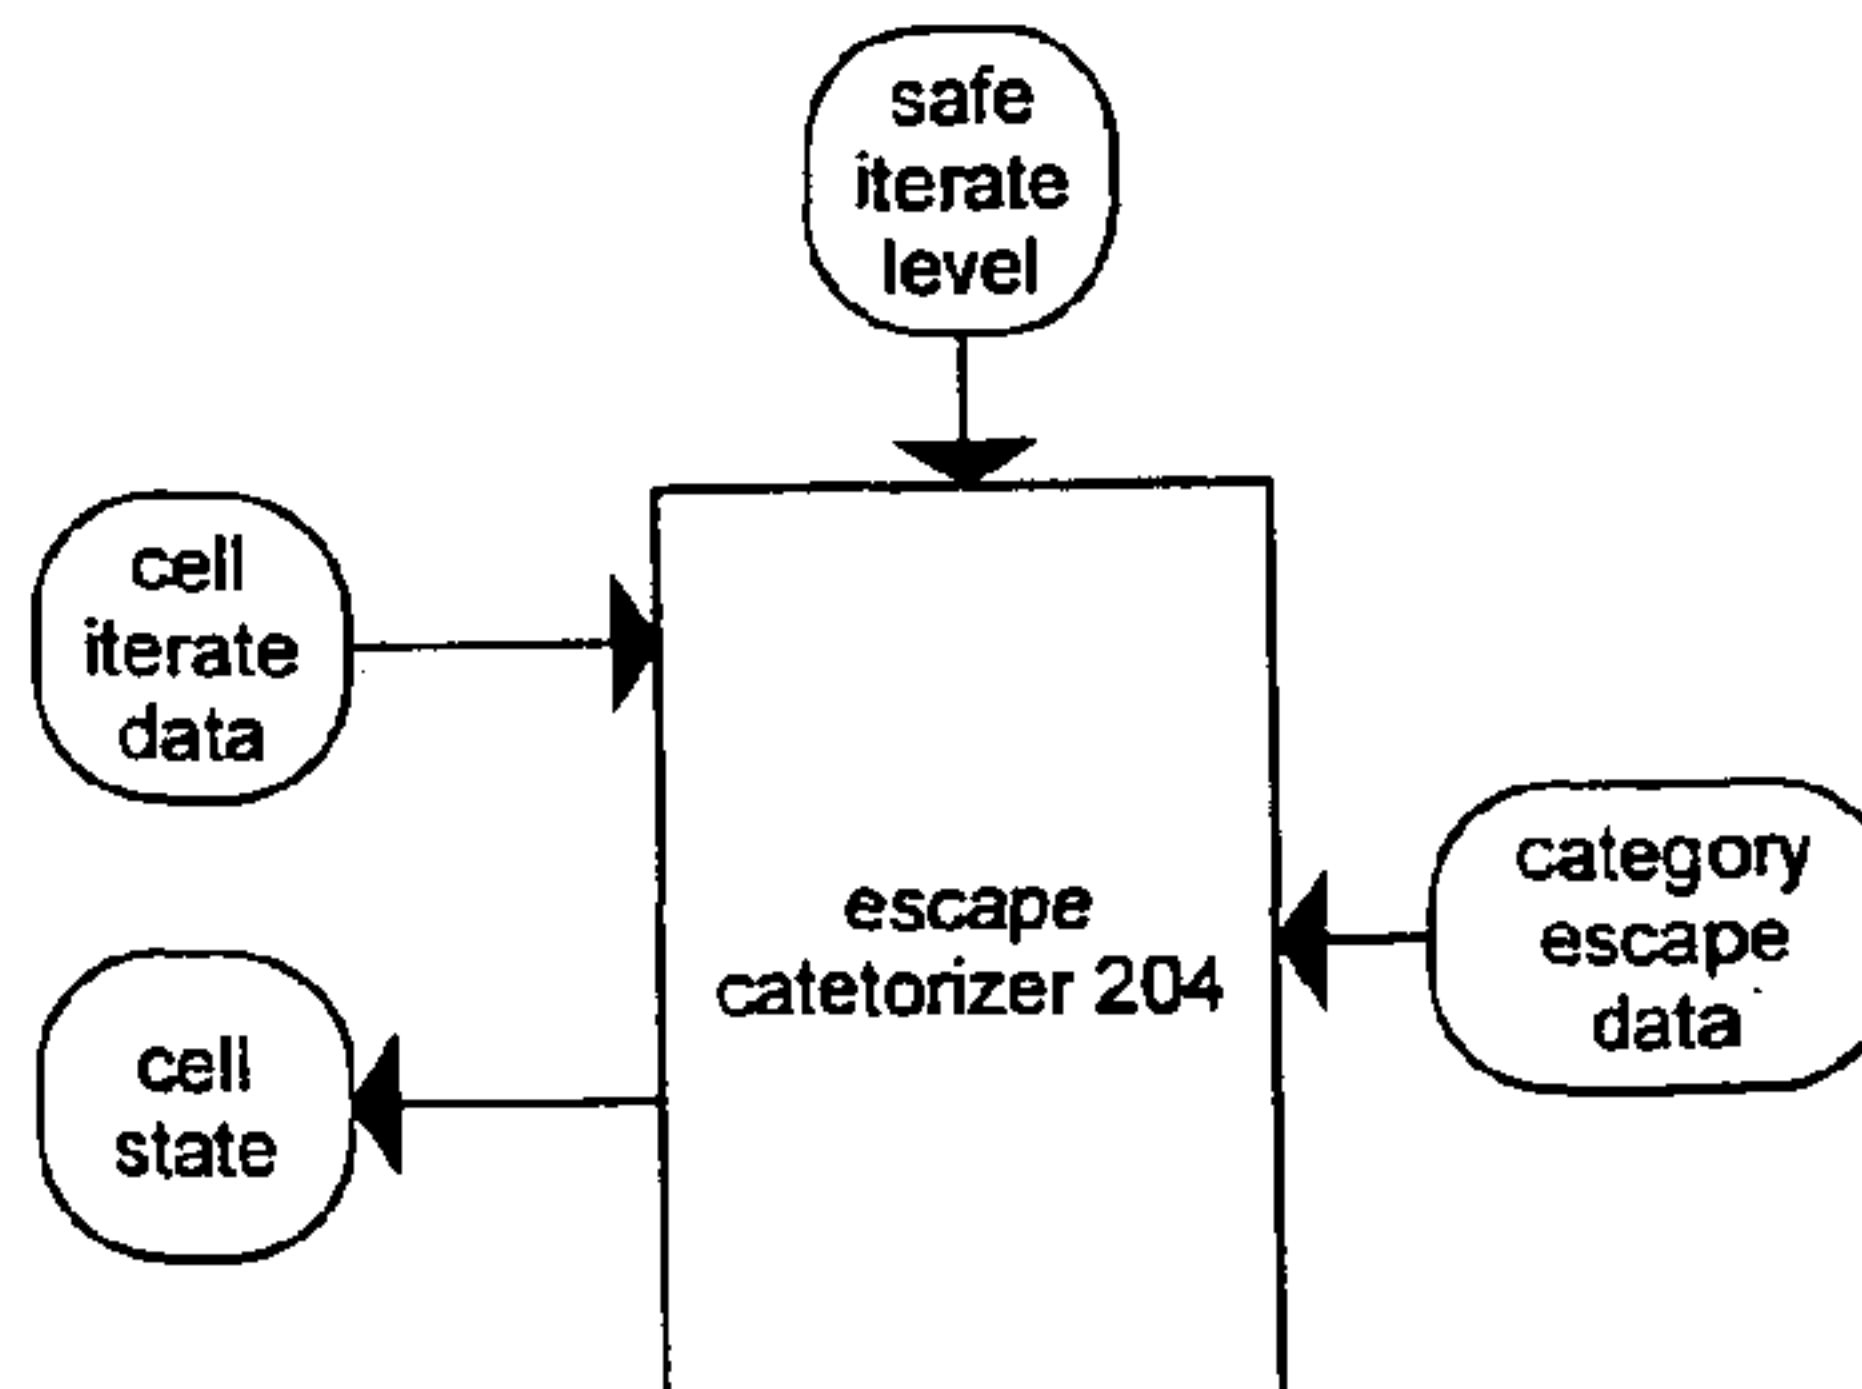 safe
iterate
level
cell
iterate
data
category
escape
data
escape
catetorizer 204
cell
state